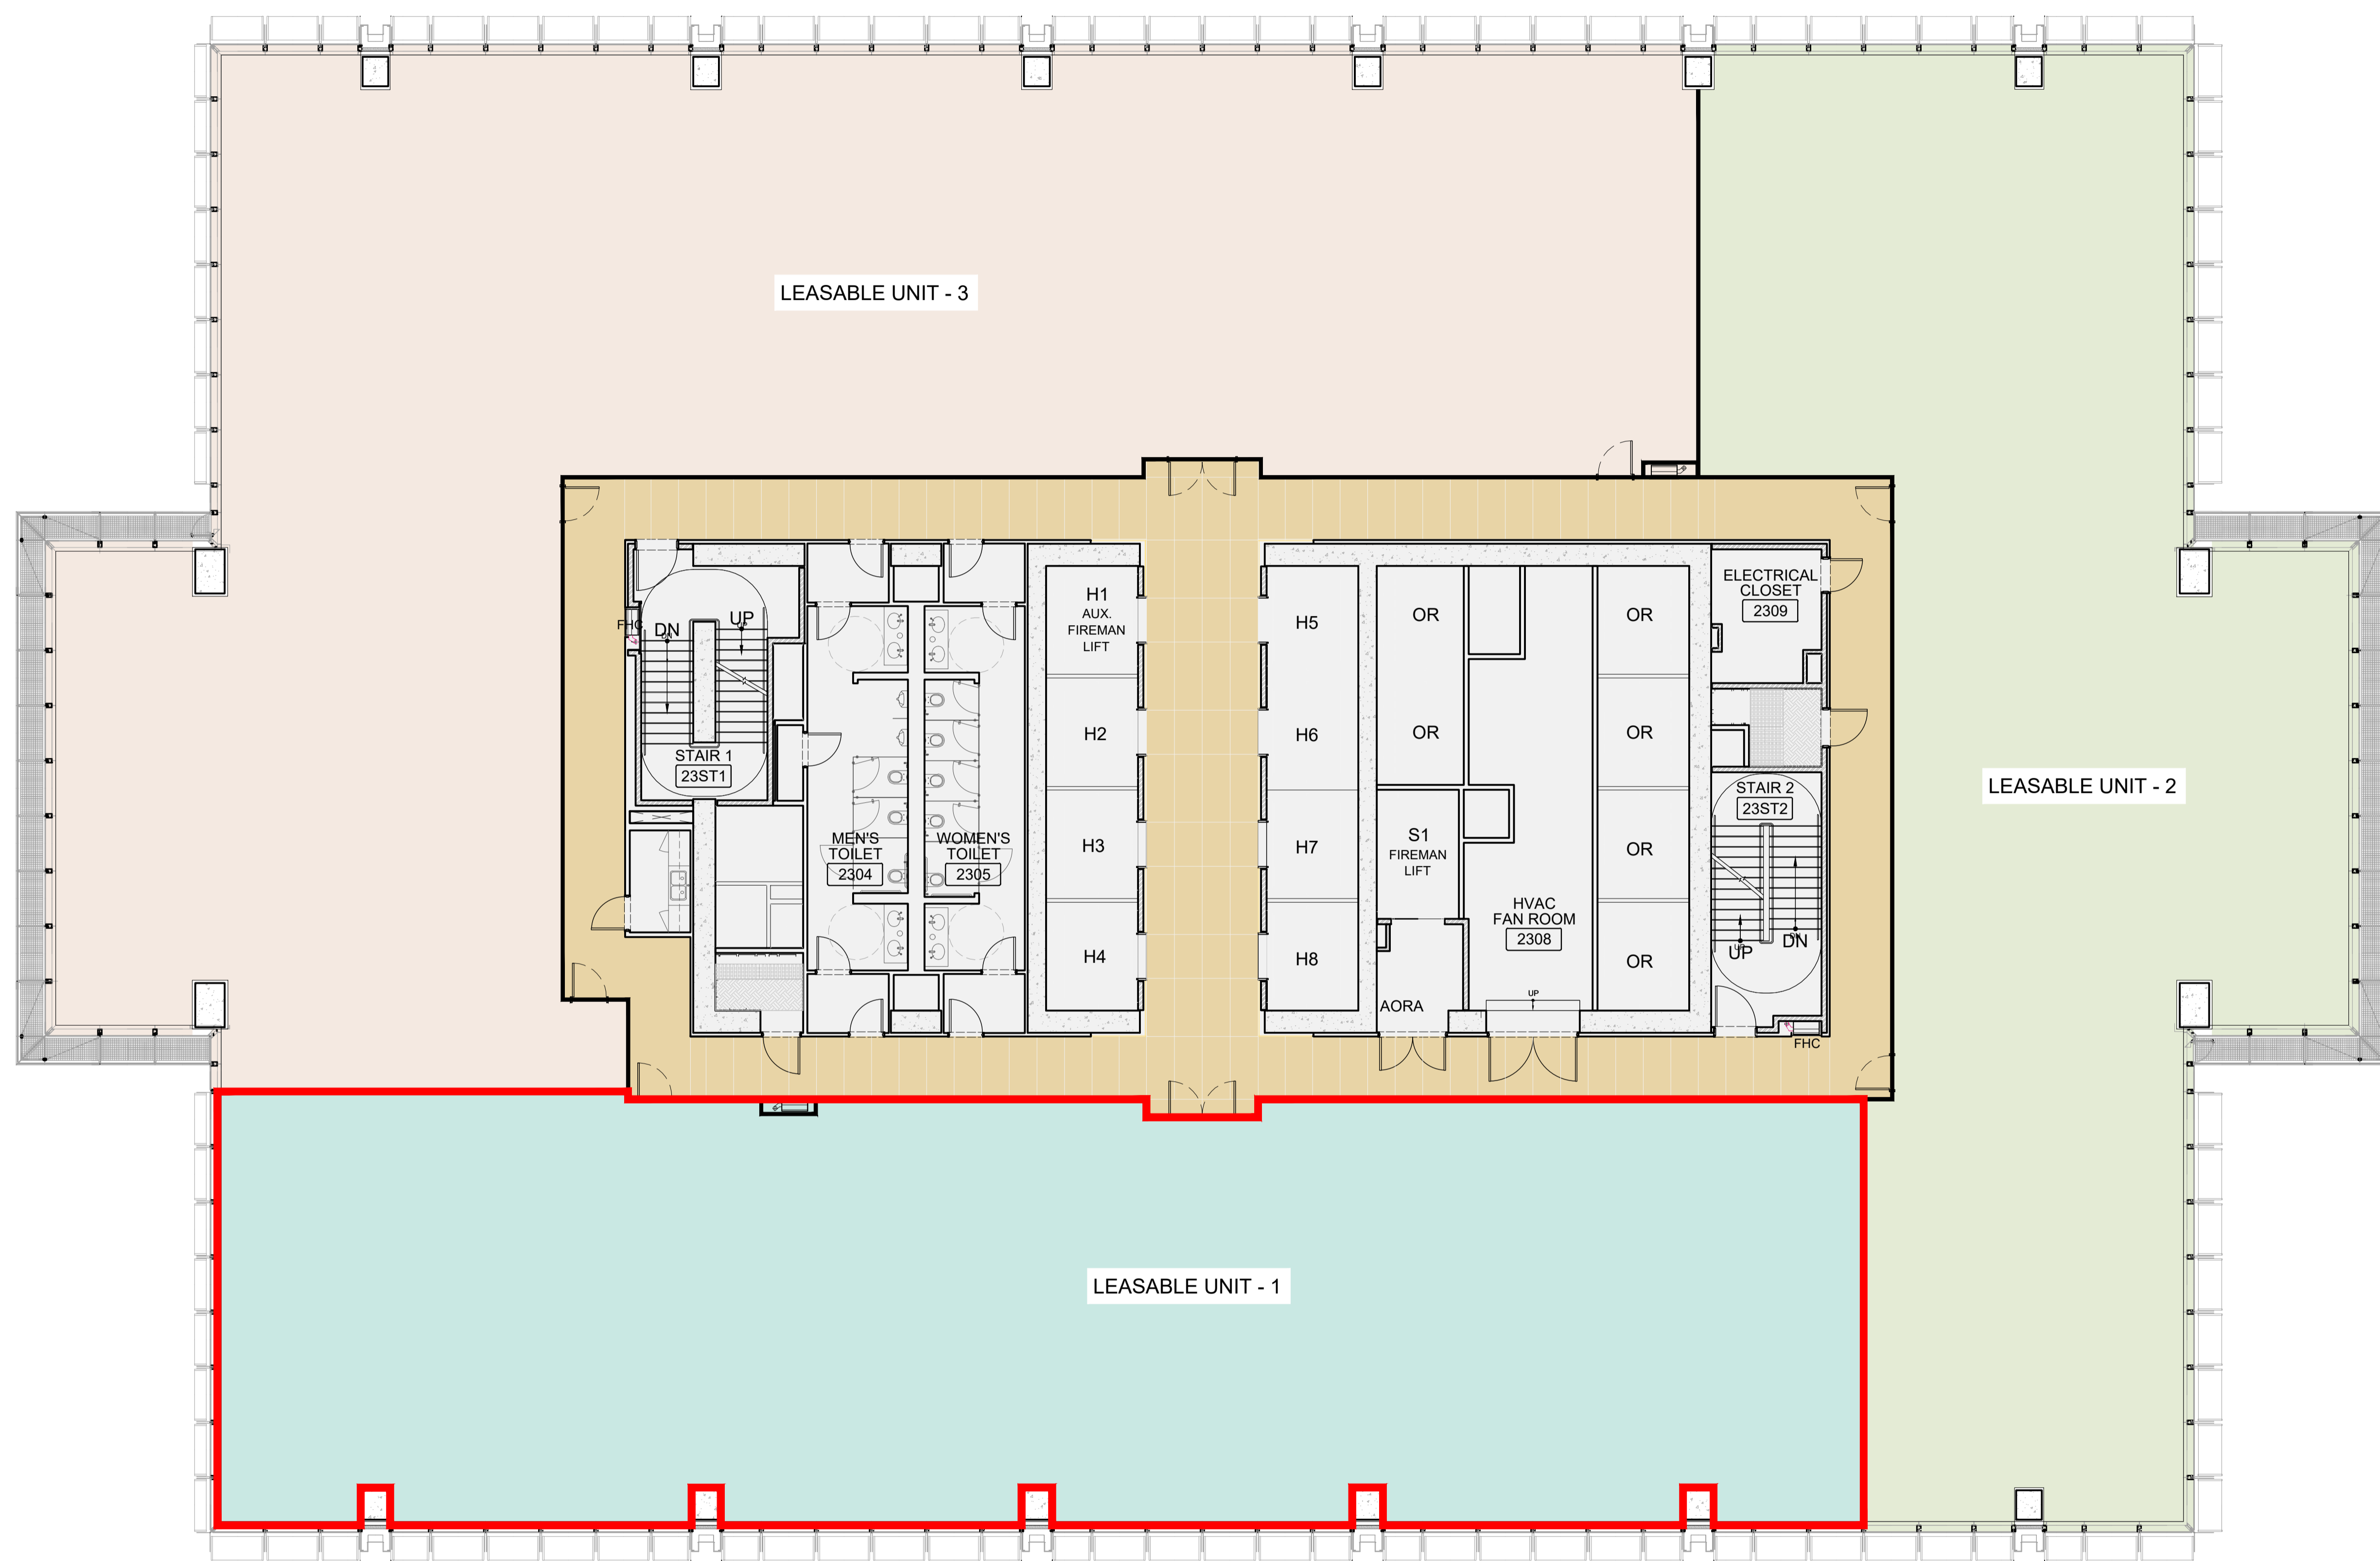 LEASABLE UNIT - 3
H1
AUX.
FIREMAN
LIFT
H5
OR
OR
ELECTRICAL
CLOSET
2309
FHC
DN
UP
H2
H6
OR
OR
STAIR 1
23ST1
LEASABLE UNIT - 2
STAIR 2
23ST2
MEN'S
TOILET
2304
WOMEN'S
TOILET
2305
H3
H7
S1
FIREMAN
LIFT
OR
HVAC
FAN ROOM
2308
H4
H8
OR
UP
DN
AORA
UP
FHC
LEASABLE UNIT - 1